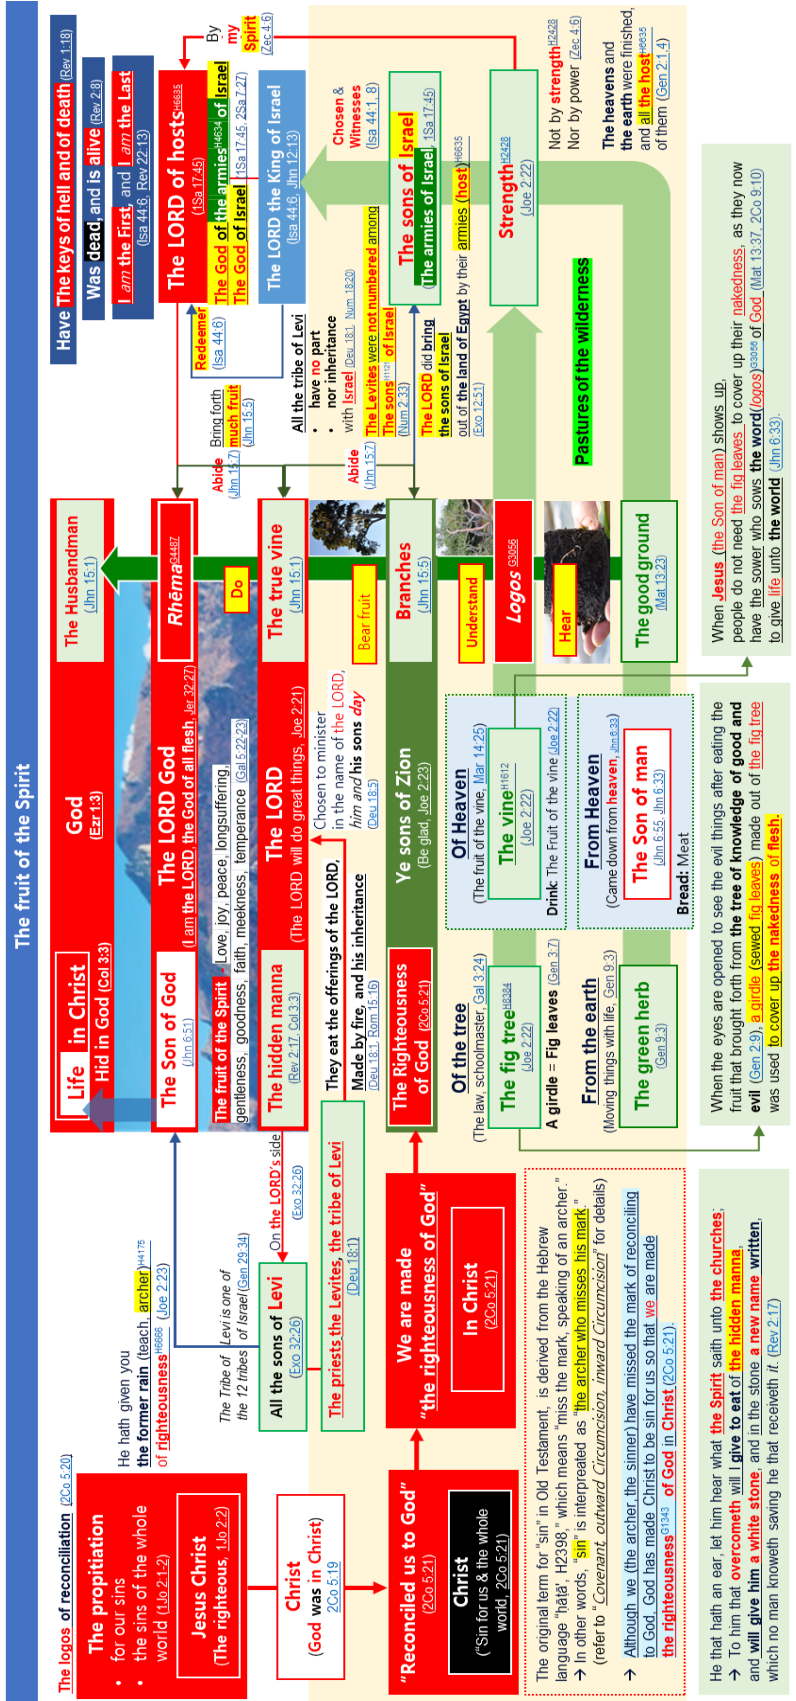 The fruit of the Spirit
The logos of reconciliation (2Co 5:20)
The propitiation
• for our sins
• the sins of the whole
world (1Jo 2:1-2)
Jesus Christ
(The righteous, 1Jo 2:2)
Christ
(God was in Christ)
2Co 5:19
“Reconciled us to God”
(2Co 5:21)
Christ
(“Sin for us & the whole
world, 2Co 5:21)
He hath given you
the former rain (teach, archer)H4175
of righteousnessH6666 (Joe 2:23)
The Tribe of Levi is one of
the 12 tribes of Israel(Gen 29:34)
All the sons of Levi
(Exo 32:26)
On the LORD’s side
(Exo 32:26)
The priests the Levites, the tribe of Levi
(Deu 18:1)
We are made
“the righteousness of God”
In Christ
(2Co 5:21)
The original term for “sin” in Old Testament, is derived from the Hebrew
language “ḥāṭā', H2398,” which means “miss the mark, speaking of an archer.”
→ In other words, “sin” is interpreted as “the archer who misses his mark.”
(refer to “Covenant, outward Circumcision, inward Circumcision” for details)
→ Although we (the archer, the sinner) have missed the mark of reconciling
to God, God has made Christ to be sin for us so that we are made
the righteousnessG1343 of God in Christ (2Co 5:21).
He that hath an ear, let him hear what the Spirit saith unto the churches;
→ To him that overcometh will I give to eat of the hidden manna,
and will give him a white stone, and in the stone a new name written,
which no man knoweth saving he that receiveth it. (Rev 2:17)
Life in Christ
Hid in God (Col 3:3)
God
(Ezr 1:3)
The Husbandman
(Jhn 15:1)
The Son of God
(Jhn 6:51)
The LORD God
(I am the LORD, the God of all flesh, Jer 32:27)
RhēmaG4487
The fruit of the Spirit - Love, joy, peace, longsuffering,
gentleness, goodness, faith, meekness, temperance (Gal 5:22-23)
Do
The hidden manna
(Rev 2:17, Col 3:3)
The LORD
(The LORD will do great things, Joe 2:21)
The true vine
(Jhn 15:1)
They eat the offerings of the LORD,
Made by fire, and his inheritance
(Deu 18:1, Rom 15:16)
Chosen to minister
in the name of the LORD,
him and his sons day
(Deu 18:5)
Bear fruit
The Righteousness
of God (2Co 5:21)
Ye sons of Zion
(Be glad, Joe 2:23)
Branches
(Jhn 15:5)
Understand
Of the tree
(The law, schoolmaster, Gal 3:24)
The fig treeH8384
(Joe 2:22)
A girdle = Fig leaves (Gen 3:7)
Of Heaven
(The fruit of the vine, Mar 14:25)
The vineH1612
(Joe 2:22)
Drink: The Fruit of the vine (Joe 2:22)
Logos G3056
Hear
From the earth
(Moving things with life, Gen 9:3)
The green herb
(Gen 9:3)
From Heaven
(Came down from heaven, Jhn 6:33)
The Son of man
(Jhn 6:55, Jhn 6:33)
Bread: Meat
The good ground
(Mat 13:23)
When the eyes are opened to see the evil things after eating the
fruit that brought forth from the tree of knowledge of good and
evil (Gen 2:9), a girdle (sewed fig leaves) made out of the fig tree
was used to cover up the nakedness of flesh.
Have The keys of hell and of death (Rev 1:18)
Was dead, and is alive (Rev 2:8)
I am the First, and I am the Last
(Isa 44:6, Rev 22:13)
The LORD of hostsH6635
(1Sa 17:45)
The God of the armiesH4634 of Israel
The God of Israel (1Sa 17:45, 2Sa 7:27)
The LORD the King of Israel
(Isa 44:6, Jhn 12:13)
Redeemer
(Isa 44:6)
Abide
(Jhn 15:7)
Bring forth
much fruit
(Jhn 15:5)
By
my
Spirit
(Zec 4:6)
All the tribe of Levi
• have no part
• nor inheritance
with Israel (Deu 18:1, Num 18:20)
Abide
(Jhn 15:7)
The Levites were not numbered among
The sonsH1121 of Israel
(Num 2:33)
Chosen &
Witnesses
(Isa 44:1, 8)
The sons of Israel
(The armies of Israel, 1Sa 17:45)
The LORD did bring
the sons of Israel
out of the land of Egypt by their armies (host)H6635
(Exo 12:51)
StrengthH2428
(Joe 2:22)
Not by strengthH2428
Nor by power (Zec 4:6)
Pastures of the wilderness
The heavens and
the earth were finished,
and all the hostH6635
of them (Gen 2:1,4)
When Jesus (the Son of man) shows up,
people do not need the fig leaves to cover up their nakedness, as they now
have the sower who sows the word(logos)G3056 of God (Mat 13:37, 2Co 9:10)
to give life unto the world (Jhn 6:33).